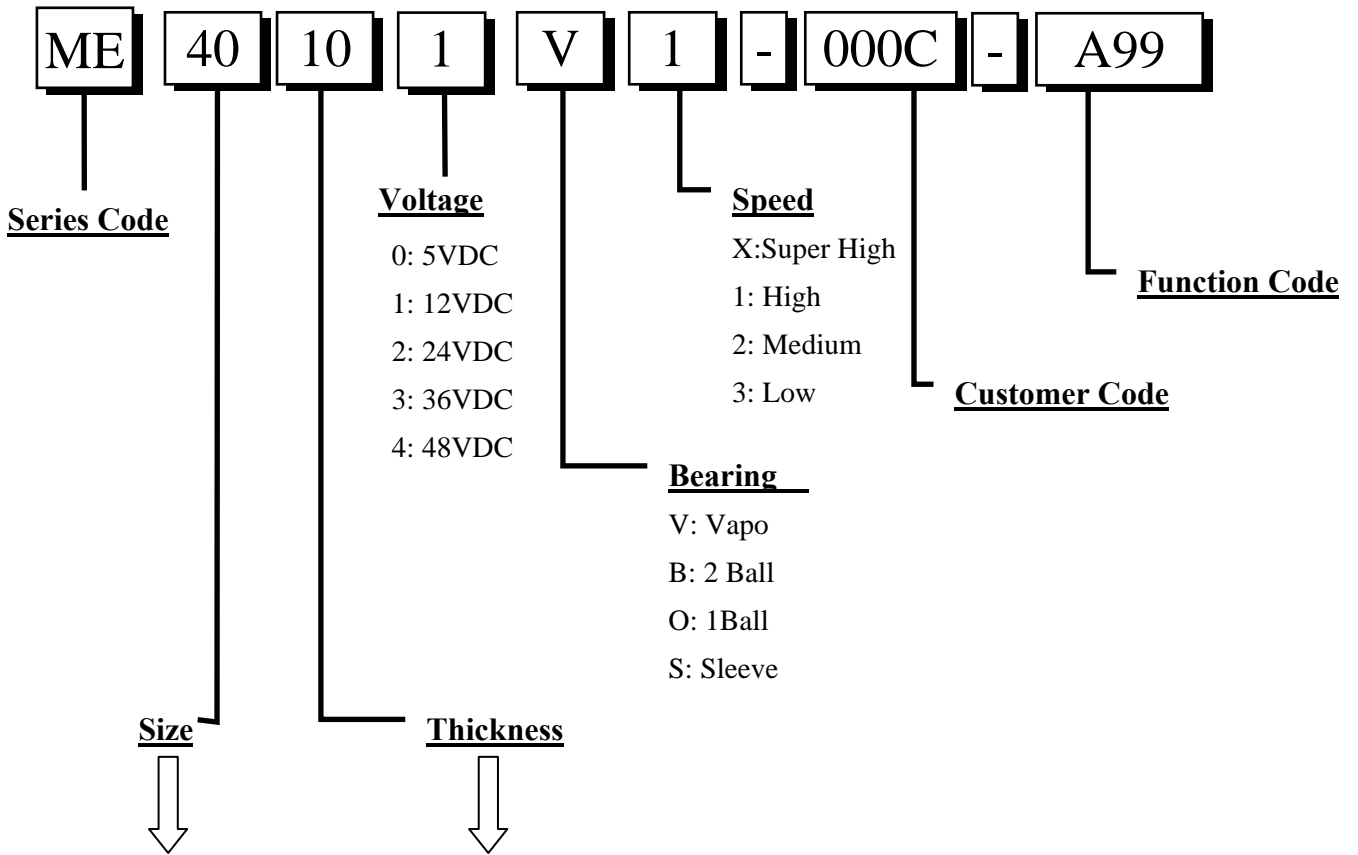 ME 40 10 1 V 1 - 000C - A99
Series Code
Voltage
0: 5VDC
1: 12VDC
2: 24VDC
3: 36VDC
4: 48VDC
Speed
X:Super High
1: High
2: Medium
3: Low
Function Code
Customer Code
Bearing
V: Vapo
B: 2 Ball
O: 1Ball
S: Sleeve
Size
Thickness